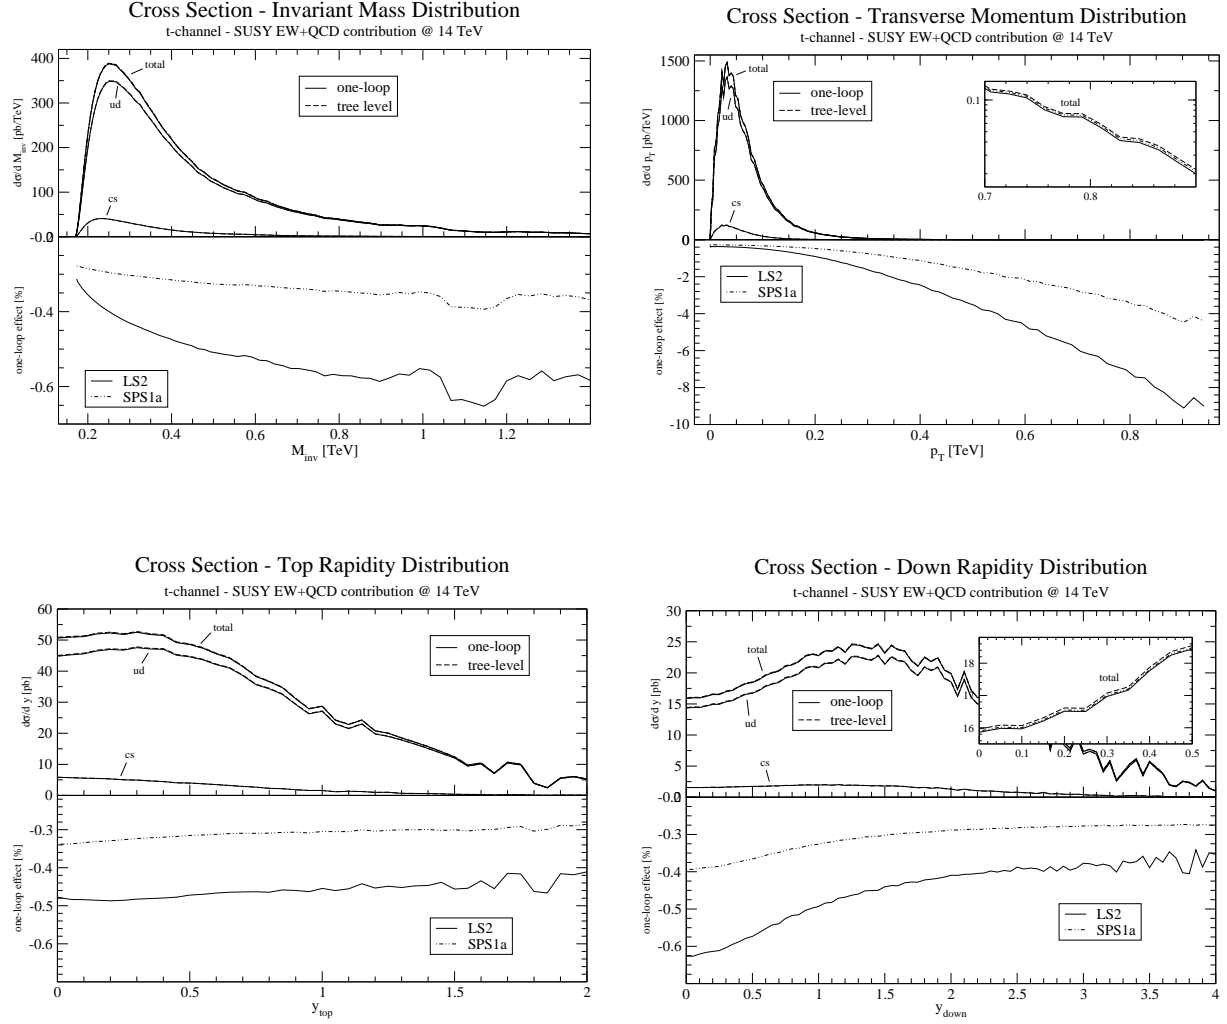 Cross Section - Invariant Mass Distribution
t-channel - SUSY EW+QCD contribution @ 14 TeV
dσ/d M_inv [pb/TeV]
400
300
200
100
0
total
ud
cs
one-loop
tree level
-0.2
-0.4
-0.6
one-loop effect [%]
LS2
SPS1a
0.2 0.4 0.6 0.8 1 1.2
M_inv [TeV]
Cross Section - Transverse Momentum Distribution
t-channel - SUSY EW+QCD contribution @ 14 TeV
dσ/d p_T [pb/TeV]
1500
1000
500
0
total
ud
cs
one-loop
tree-level
0.1
total
0.7 0.8
0
-2
-4
-6
-8
-10
one-loop effect [%]
LS2
SPS1a
0 0.2 0.4 0.6 0.8
p_T [TeV]
Cross Section - Top Rapidity Distribution
t-channel - SUSY EW+QCD contribution @ 14 TeV
dσ/d y [pb]
60
50
40
30
20
10
0
total
ud
cs
one-loop
tree-level
-0.3
-0.4
-0.5
-0.6
one-loop effect [%]
LS2
SPS1a
0 0.5 1 1.5 2
y_top
Cross Section - Down Rapidity Distribution
t-channel - SUSY EW+QCD contribution @ 14 TeV
dσ/d y [pb]
30
25
20
15
10
5
-0.2
total
ud
cs
one-loop
tree-level
18
17
16
total
0 0.1 0.2 0.3 0.4 0.5
-0.3
-0.4
-0.5
-0.6
one-loop effect [%]
LS2
SPS1a
0 0.5 1 1.5 2 2.5 3 3.5 4
y_down